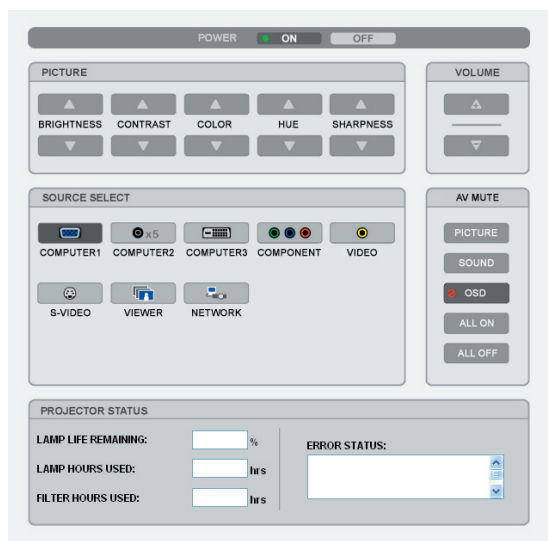 POWER ON OFF
PICTURE
BRIGHTNESS CONTRAST COLOR HUE SHARPNESS
VOLUME
SOURCE SELECT
x5
COMPUTER1 COMPUTER2 COMPUTER3 COMPONENT VIDEO
S-VIDEO VIEWER NETWORK
AV MUTE
PICTURE
SOUND
OSD
ALL ON
ALL OFF
PROJECTOR STATUS
LAMP LIFE REMAINING: %
LAMP HOURS USED: hrs
FILTER HOURS USED: hrs
ERROR STATUS: